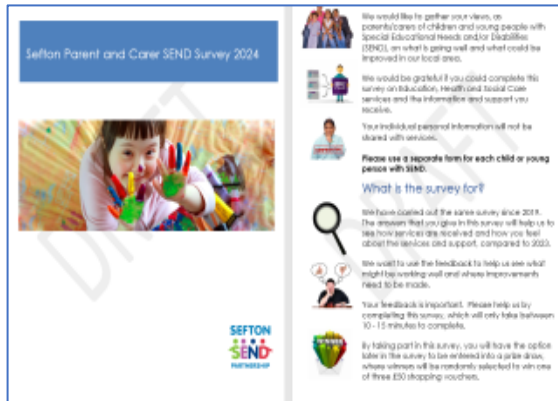 Sefton Parent and Carer SEND Survey 2024
SEFTON
SEND
PARTNERSHIP
We would like to gather your views, as
parents/carers of children and young people with
Special Educational Needs and/or Disabilities
(SEND), on what is going well and what could be
improved in our local area.
We would be grateful if you could complete this
survey on Education, Health and Social Care
services and the information and support you
receive.
Your individual personal information will not be
shared with services.
Please use a separate form for each child or young
person with SEND.
What is the survey for?
We have carried out the same survey since 2019.
The answers that you give in this survey will help us to
see how services are received and how you feel
about the services and support, compared to 2023.
We want to use the feedback to help us see what
might be working well and where improvements
need to be made.
Your feedback is important. Please help us by
completing this survey, which will only take between
10 - 15 minutes to complete.
By taking part in this survey, you will have the option
later in the survey to be entered into a prize draw,
where winners will be randomly selected to win one
of three £50 shopping vouchers.
DRAFT
DRAFT